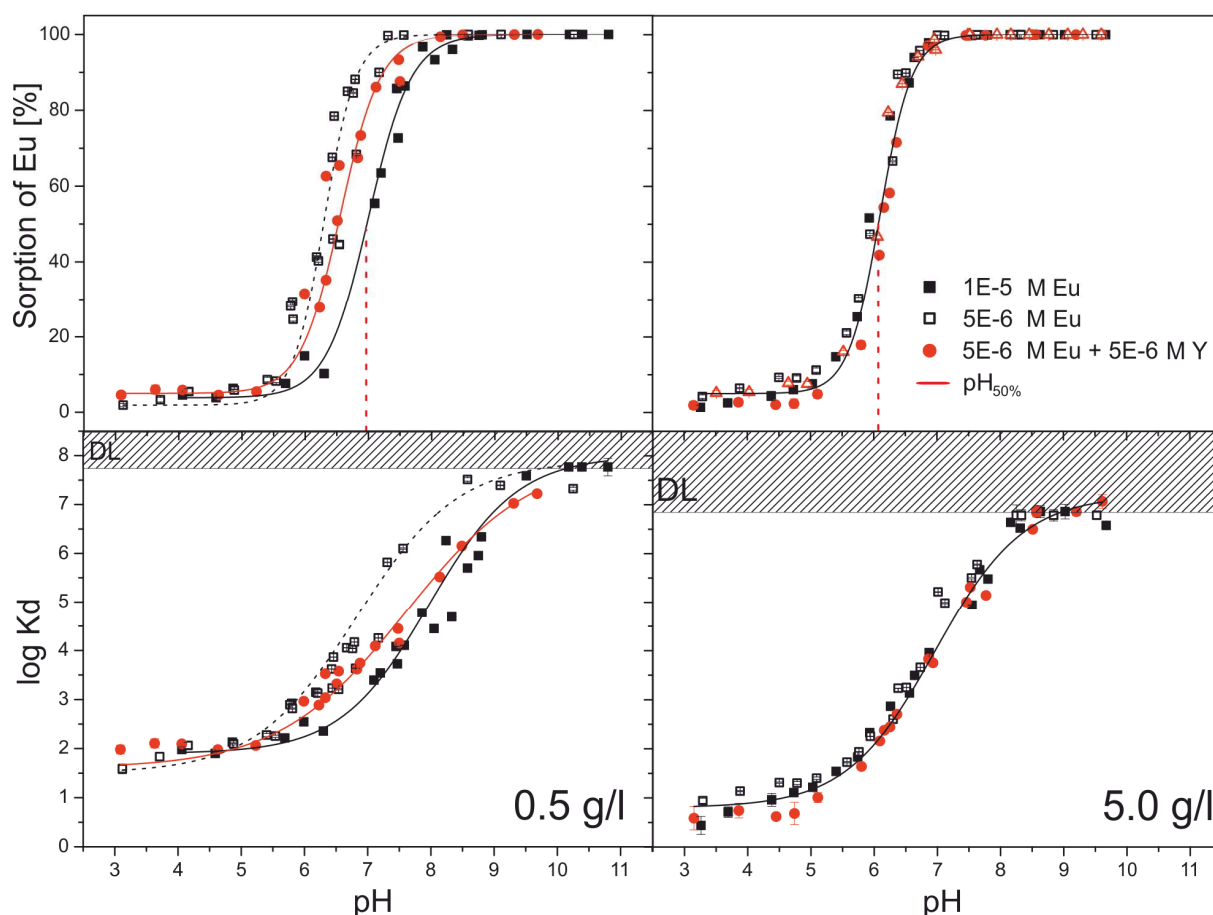 100
80
60
40
20
0
Sorption of Eu [%]
1E-5 M Eu
5E-6 M Eu
5E-6 M Eu + 5E-6 M Y
pH50%
DL
DL
8
7
6
5
4
3
2
1
0
log Kd
0.5 g/l
5.0 g/l
3 4 5 6 7 8 9 10 11
3 4 5 6 7 8 9 10 11
pH
pH